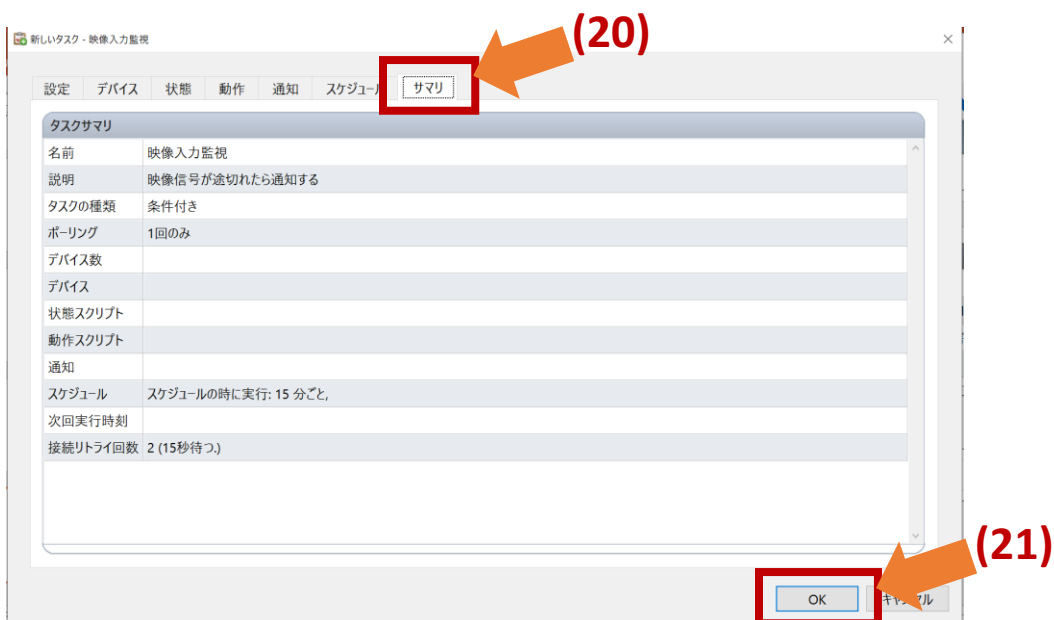 (20)
新しいタスク - 映像入力監視
設定 デバイス 状態 動作 通知 スケジュール サマリ
タスクサマリ
名前 映像入力監視
説明 映像信号が途切れたら通知する
タスクの種類 条件付き
ポーリング 1回のみ
デバイス数
デバイス
状態スクリプト
動作スクリプト
通知
スケジュール スケジュールの時に実行: 15 分ごと,
次回実行時刻
接続リトライ回数 2 (15秒待つ.)
(21)
OK キャンセル